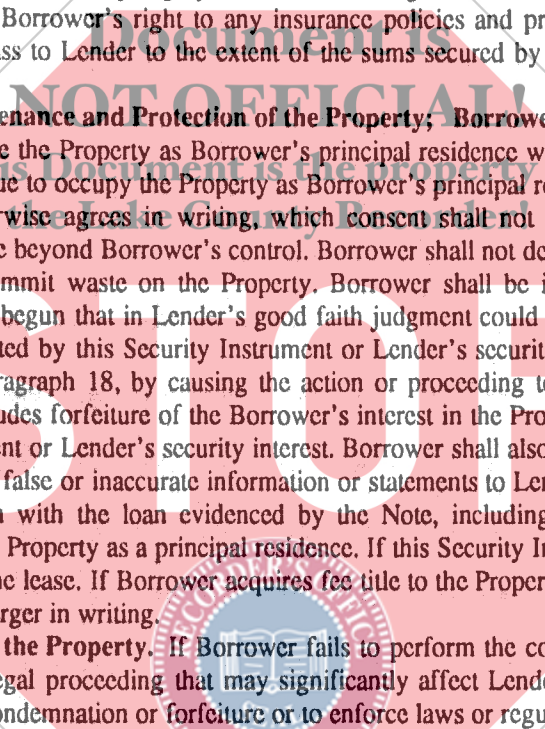 Borrower's right to any insurance policies and pr
ss to Lender to the extent of the sums secured by
Document is
NOT OFFICIAL!
enance and Protection of the Property; Borrowe
e the Property as Borrower's principal residence w
is Document is the property
ue to occupy the Property as Borrower's principal r
rwise agrees in writing, which consent shall not
the Lake County Recorder!
e beyond Borrower's control. Borrower shall not de
mmit waste on the Property. Borrower shall be i
begun that in Lender's good faith judgment could
ted by this Security Instrument or Lender's securit
ragraph 18, by causing the action or proceeding t
udes forfeiture of the Borrower's interest in the Pro
STOP
nt or Lender's security interest. Borrower shall also
false or inaccurate information or statements to Len
n with the loan evidenced by the Note, including
Property as a principal residence. If this Security I
he lease. If Borrower acquires fee title to the Proper
rger in writing.
the Property. If Borrower fails to perform the co
egal proceeding that may significantly affect Lende
ondemnation or forfeiture or to enforce laws or regu
RECORDER'S OFFIC